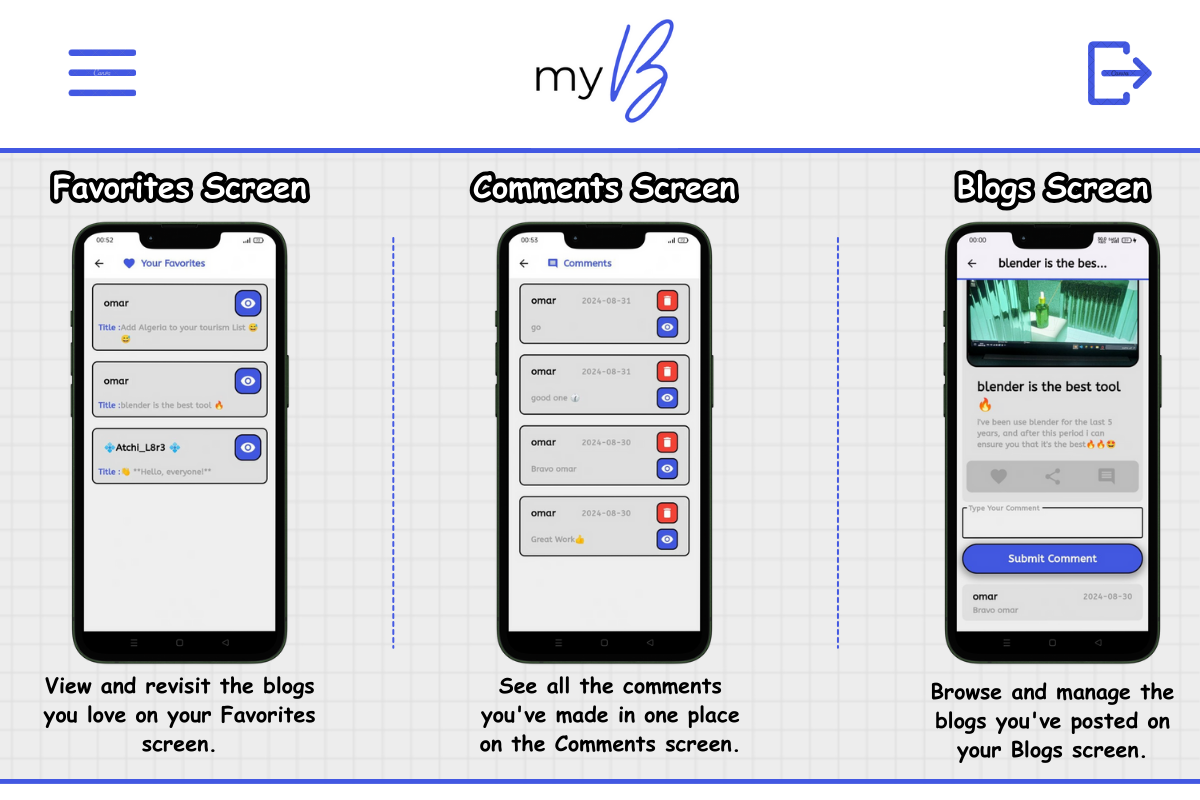 my B
Favorites Screen
00:52
Your Favorites
omar
Title :Add Algeria to your tourism List 😅
😅
omar
Title :blender is the best tool 🔥
💠Atchi_L8r3 💠
Title :👋 **Hello, everyone!**
View and revisit the blogs
you love on your Favorites
screen.
Comments Screen
00:53
Comments
omar 2024-08-31
go
omar 2024-08-31
good one
omar 2024-08-30
Bravo omar
omar 2024-08-30
Great Work👍
See all the comments
you've made in one place
on the Comments screen.
Blogs Screen
00:00
blender is the bes...
blender is the best tool
🔥
I've been use blender for the last 5
years, and after this period i can
ensure you that it's the best🔥🔥🤩
Type Your Comment
Submit Comment
omar 2024-08-30
Bravo omar
Browse and manage the
blogs you've posted on
your Blogs screen.